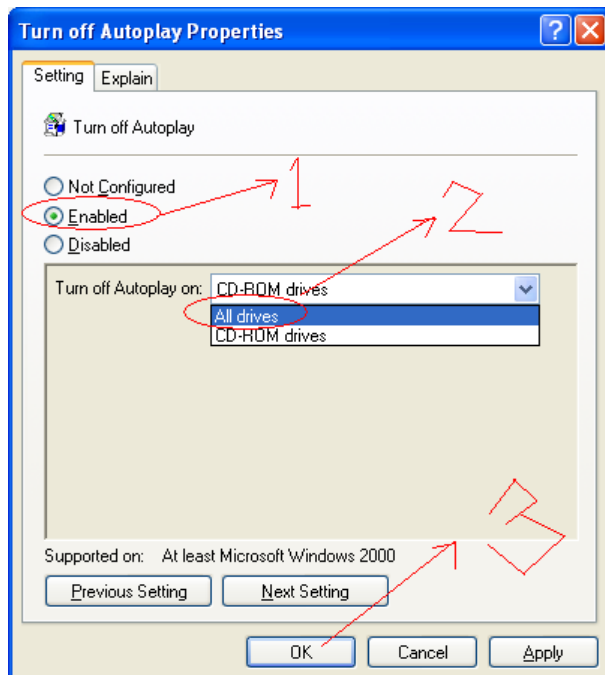 Turn off Autoplay Properties
Setting Explain
Turn off Autoplay
Not Configured
Enabled
Disabled
1
2
Turn off Autoplay on: CD-ROM drives
All drives
CD-ROM drives
3
Supported on: At least Microsoft Windows 2000
Previous Setting Next Setting
OK Cancel Apply